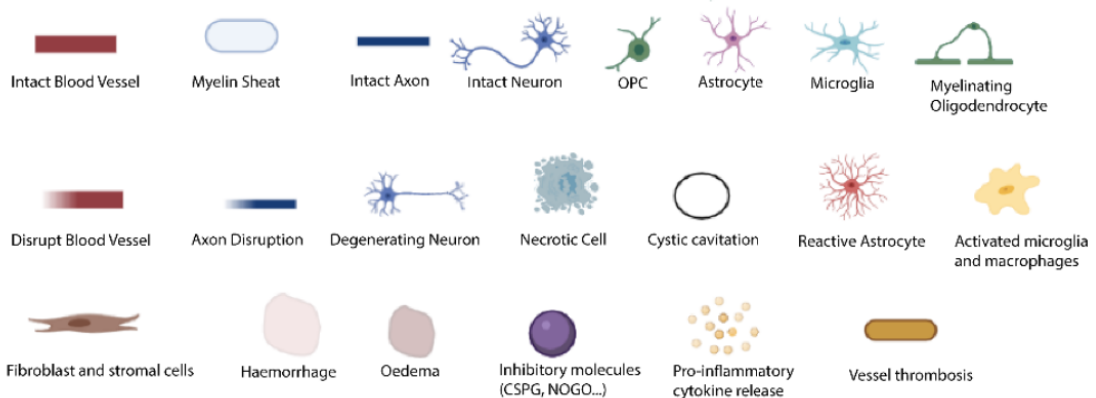 Intact Blood Vessel
Myelin Sheat
Intact Axon
Intact Neuron
OPC
Astrocyte
Microglia
Myelinating
Oligodendrocyte
Disrupt Blood Vessel
Axon Disruption
Degenerating Neuron
Necrotic Cell
Cystic cavitation
Reactive Astrocyte
Activated microglia
and macrophages
Fibroblast and stromal cells
Haemorrhage
Oedema
Inhibitory molecules
(CSPG, NOGO...)
Pro-inflammatory
cytokine release
Vessel thrombosis